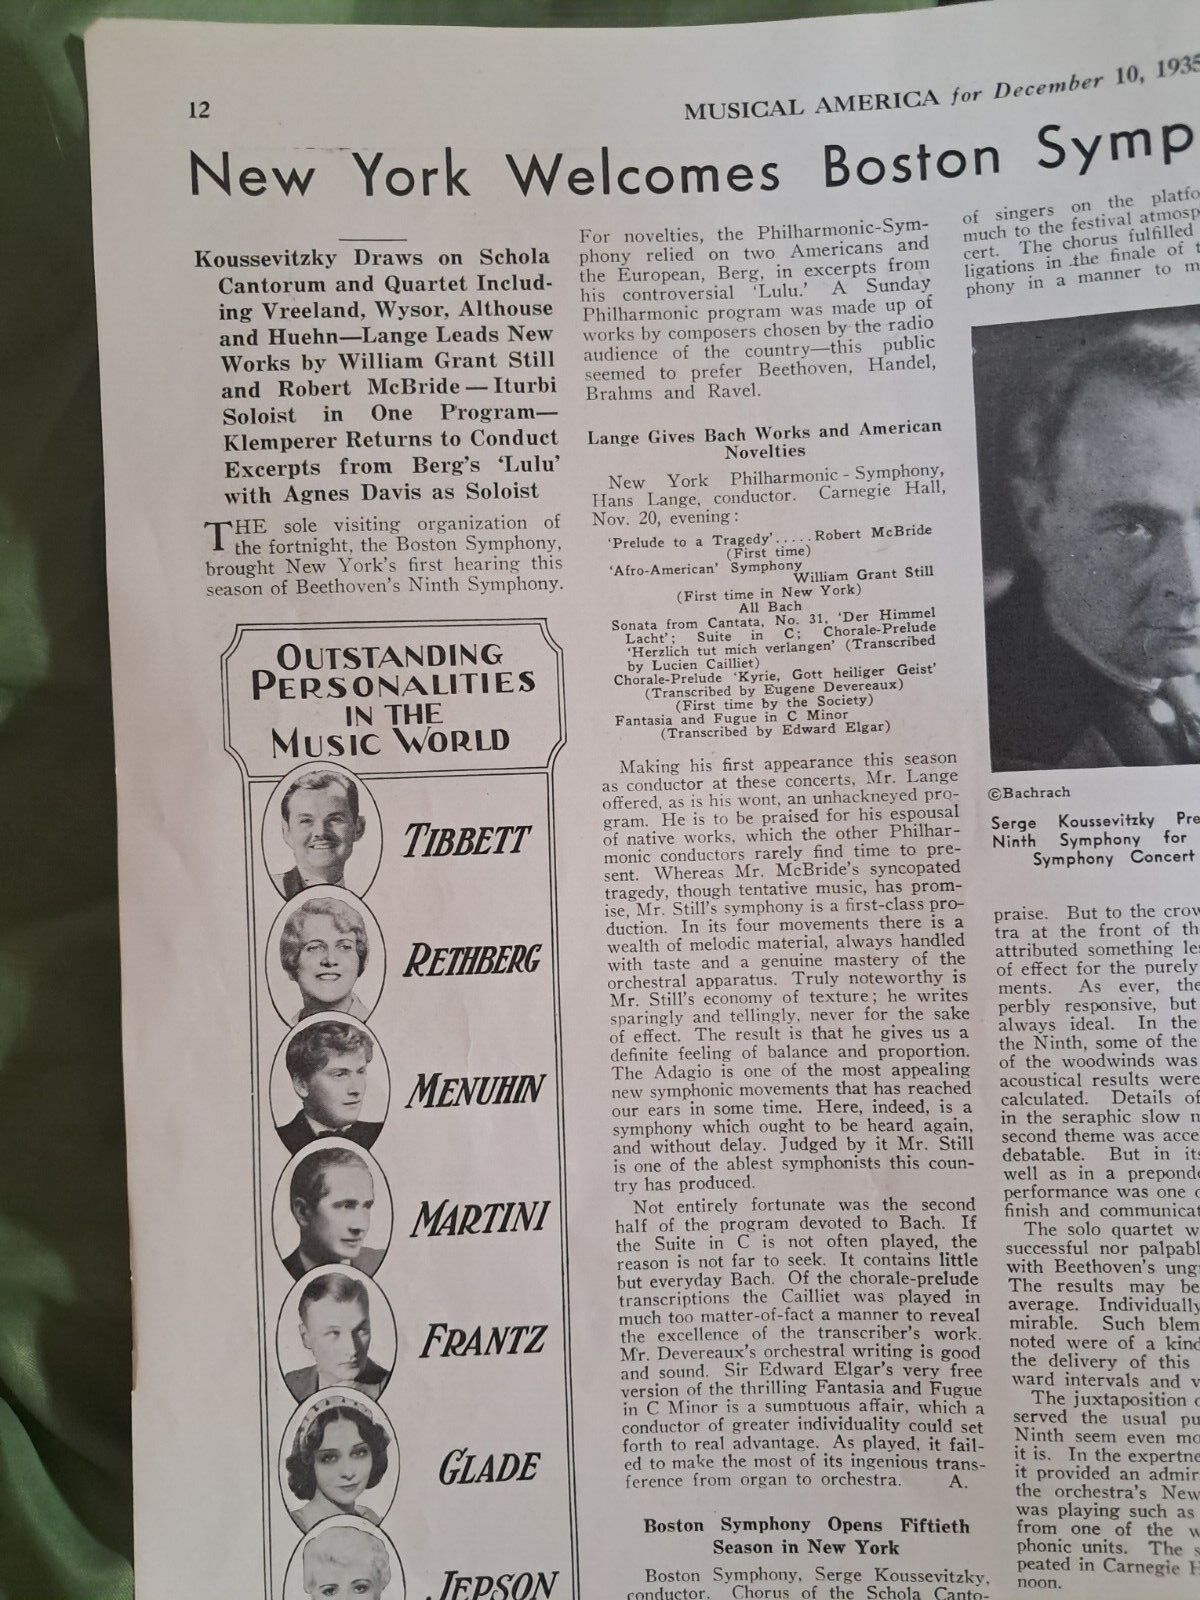 12
MUSICAL AMERICA for December 10, 1935
New York Welcomes Boston Symp
Koussevitzky Draws on Schola
Cantorum and Quartet Includ-
ing Vreeland, Wysor, Althouse
and Huehn—Lange Leads New
Works by William Grant Still
and Robert McBride — Iturbi
Soloist in One Program—
Klemperer Returns to Conduct
Excerpts from Berg's 'Lulu'
with Agnes Davis as Soloist
THE sole visiting organization of
the fortnight, the Boston Symphony,
brought New York's first hearing this
season of Beethoven's Ninth Symphony.
OUTSTANDING
PERSONALITIES
IN THE
MUSIC WORLD
TIBBETT
RETHBERG
MENUHIN
MARTINI
FRANTZ
GLADE
JEPSON
For novelties, the Philharmonic-Sym-
phony relied on two Americans and
the European, Berg, in excerpts from
his controversial 'Lulu.' A Sunday
Philharmonic program was made up of
works by composers chosen by the radio
audience of the country—this public
seemed to prefer Beethoven, Handel,
Brahms and Ravel.
Lange Gives Bach Works and American
Novelties
New York Philharmonic - Symphony,
Hans Lange, conductor. Carnegie Hall,
Nov. 20, evening:
'Prelude to a Tragedy'.....Robert McBride
(First time)
'Afro-American' Symphony
William Grant Still
(First time in New York)
All Bach
Sonata from Cantata, No. 31, 'Der Himmel
Lacht'; Suite in C; Chorale-Prelude
'Herzlich tut mich verlangen' (Transcribed
by Lucien Cailliet)
Chorale-Prelude 'Kyrie, Gott heiliger Geist'
(Transcribed by Eugene Devereaux)
(First time by the Society)
Fantasia and Fugue in C Minor
(Transcribed by Edward Elgar)
Making his first appearance this season
as conductor at these concerts, Mr. Lange
offered, as is his wont, an unhackneyed pro-
gram. He is to be praised for his espousal
of native works, which the other Philhar-
monic conductors rarely find time to pre-
sent. Whereas Mr. McBride's syncopated
tragedy, though tentative music, has prom-
ise, Mr. Still's symphony is a first-class pro-
duction. In its four movements there is a
wealth of melodic material, always handled
with taste and a genuine mastery of the
orchestral apparatus. Truly noteworthy is
Mr. Still's economy of texture; he writes
sparingly and tellingly, never for the sake
of effect. The result is that he gives us a
definite feeling of balance and proportion.
The Adagio is one of the most appealing
new symphonic movements that has reached
our ears in some time. Here, indeed, is a
symphony which ought to be heard again,
and without delay. Judged by it Mr. Still
is one of the ablest symphonists this coun-
try has produced.
Not entirely fortunate was the second
half of the program devoted to Bach. If
the Suite in C is not often played, the
reason is not far to seek. It contains little
but everyday Bach. Of the chorale-prelude
transcriptions the Cailliet was played in
much too matter-of-fact a manner to reveal
the excellence of the transcriber's work.
Mr. Devereaux's orchestral writing is good
and sound. Sir Edward Elgar's very free
version of the thrilling Fantasia and Fugue
in C Minor is a sumptuous affair, which a
conductor of greater individuality could set
forth to real advantage. As played, it fail-
ed to make the most of its ingenious trans-
ference from organ to orchestra. A.
Boston Symphony Opens Fiftieth
Season in New York
Boston Symphony, Serge Koussevitzky,
conductor. Chorus of the Schola Canto-
of singers on the platfo
much to the festival atmosp
cert. The chorus fulfilled
ligations in the finale of t
phony in a manner to m
©Bachrach
Serge Koussevitzky Pre
Ninth Symphony for
Symphony Concert
praise. But to the crow
tra at the front of th
attributed something le
of effect for the purely
ments. As ever, the
perbly responsive, but
always ideal. In the
the Ninth, some of the
of the woodwinds was
acoustical results were
calculated. Details of
in the seraphic slow n
second theme was acce
debatable. But in its
well as in a preponde
performance was one o
finish and communicat
The solo quartet w
successful nor palpabl
with Beethoven's ung
The results may be
average. Individually
mirable. Such blem
noted were of a kind
the delivery of this
ward intervals and v
The juxtaposition o
served the usual pu
Ninth seem even mo
it is. In the expertne
it provided an admir
the orchestra's New
was playing such as
from one of the w
phonic units. The s
peated in Carnegie H
noon.